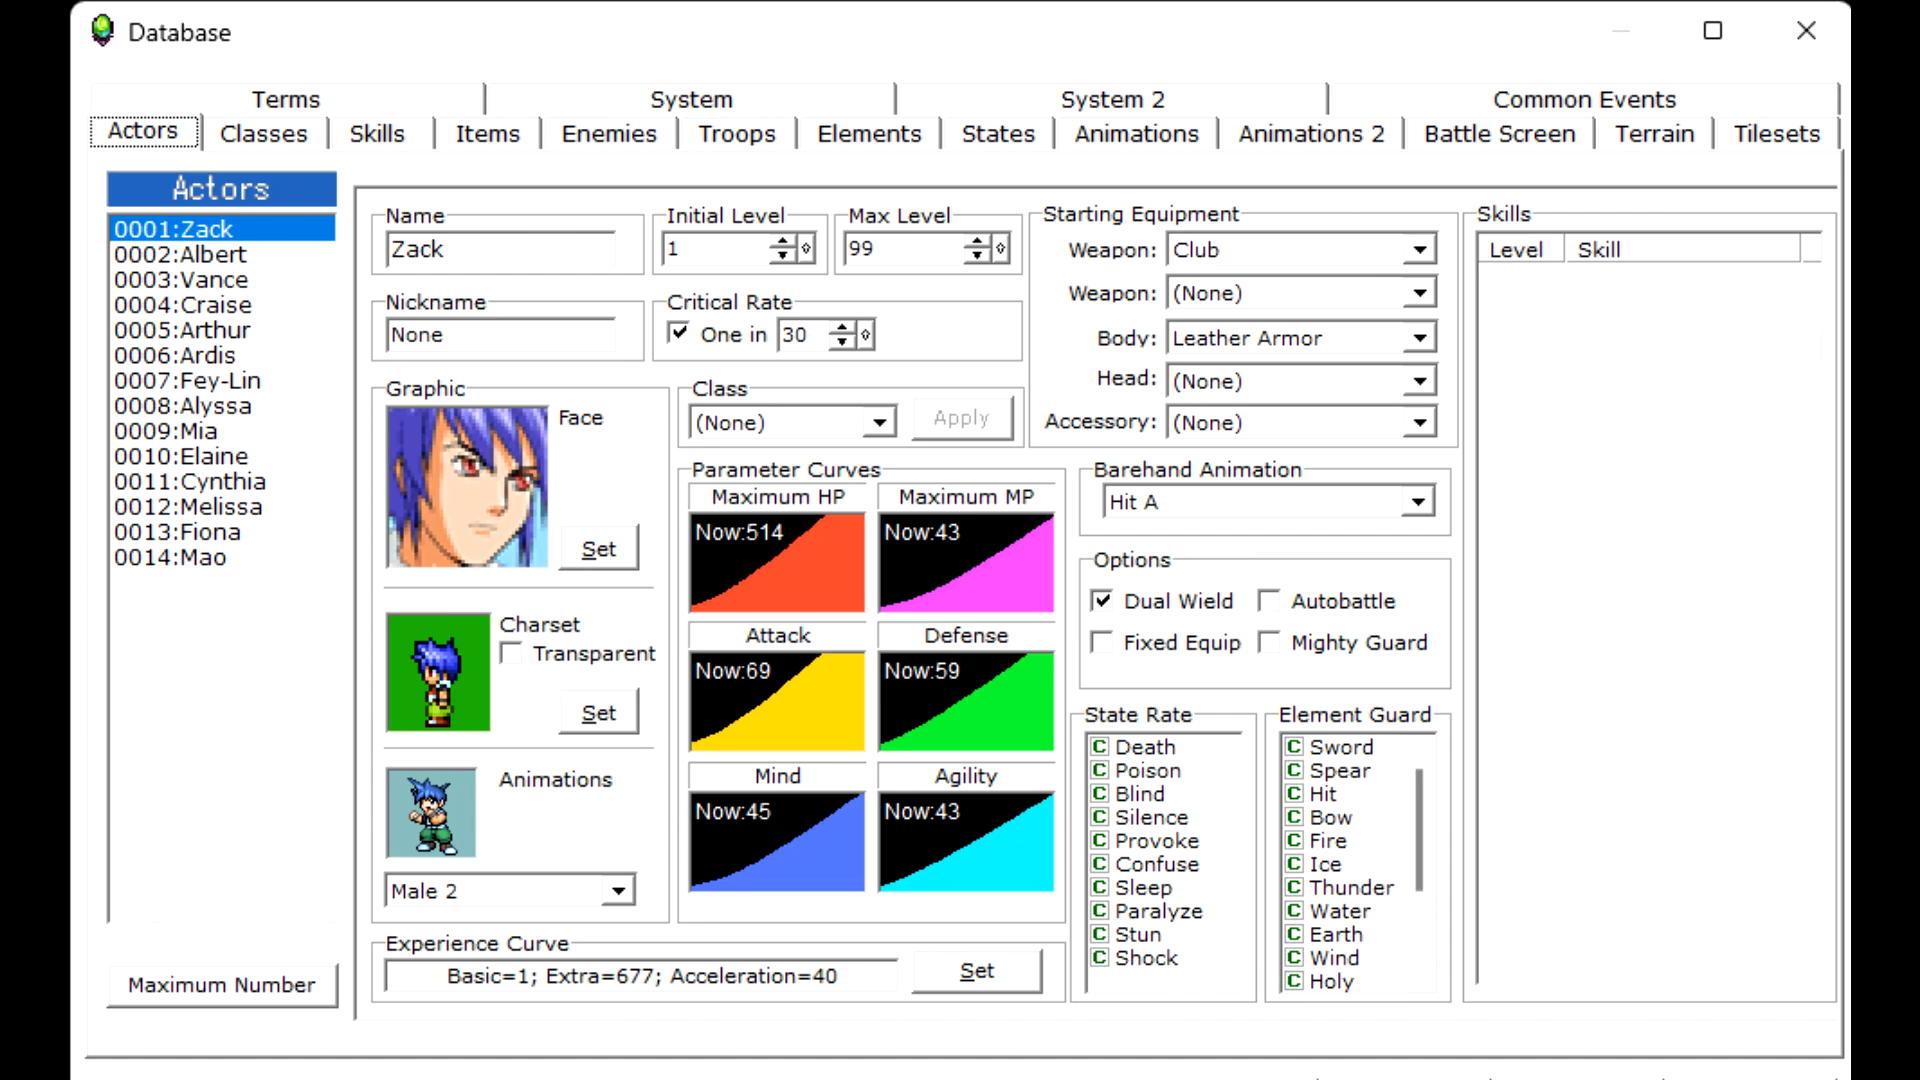 Database
Terms
System
System 2
Common Events
Actors
Classes
Skills
Items
Enemies
Troops
Elements
States
Animations
Animations 2
Battle Screen
Terrain
Tilesets
Actors
0001:Zack
0002:Albert
0003:Vance
0004:Craise
0005:Arthur
0006:Ardis
0007:Fey-Lin
0008:Alyssa
0009:Mia
0010:Elaine
0011:Cynthia
0012:Melissa
0013:Fiona
0014:Mao
Maximum Number
Name
Zack
Initial Level
1
Max Level
99
Nickname
None
Critical Rate
One in 30
Graphic
Face
Set
Charset
Transparent
Set
Animations
Male 2
Class
(None)
Apply
Parameter Curves
Maximum HP
Now:514
Maximum MP
Now:43
Attack
Now:69
Defense
Now:59
Mind
Now:45
Agility
Now:43
Experience Curve
Basic=1; Extra=677; Acceleration=40
Set
Starting Equipment
Weapon: Club
Weapon: (None)
Body: Leather Armor
Head: (None)
Accessory: (None)
Barehand Animation
Hit A
Options
Dual Wield
Autobattle
Fixed Equip
Mighty Guard
State Rate
C Death
C Poison
C Blind
C Silence
C Provoke
C Confuse
C Sleep
C Paralyze
C Stun
C Shock
Element Guard
C Sword
C Spear
C Hit
C Bow
C Fire
C Ice
C Thunder
C Water
C Earth
C Wind
C Holy
Skills
Level
Skill